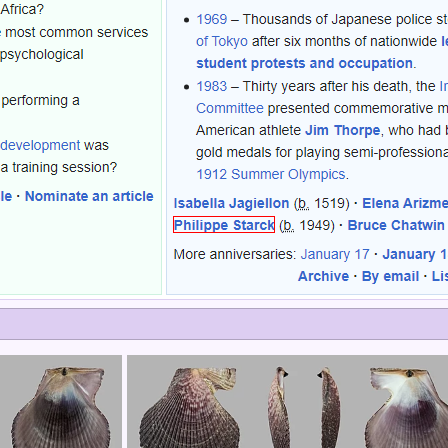 Africa?
most common services
psychological
performing a
development was
a training session?
le · Nominate an article
1969 – Thousands of Japanese police
of Tokyo after six months of nationwide
student protests and occupation.
1983 – Thirty years after his death, the
Committee presented commemorative
American athlete Jim Thorpe, who had
gold medals for playing semi-professiona
1912 Summer Olympics.
Isabella Jagiellon (b. 1519) · Elena Arizme
Philippe Starck (b. 1949) · Bruce Chatwin
More anniversaries: January 17 · January 1
Archive · By email · Lis